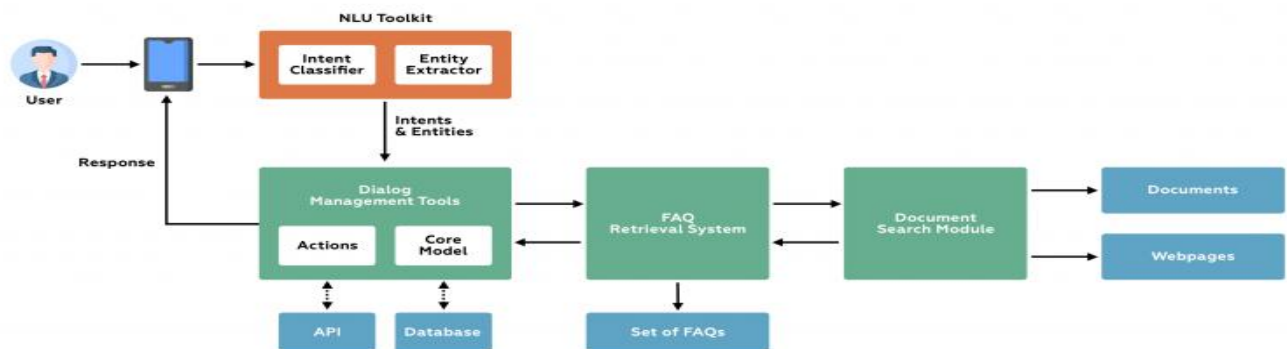 NLU Toolkit
Intent
Classifier
Entity
Extractor
User
Intents
& Entities
Response
Dialog
Management Tools
Actions
Core
Model
FAQ
Retrieval System
Document
Search Module
Documents
Webpages
API
Database
Set of FAQs